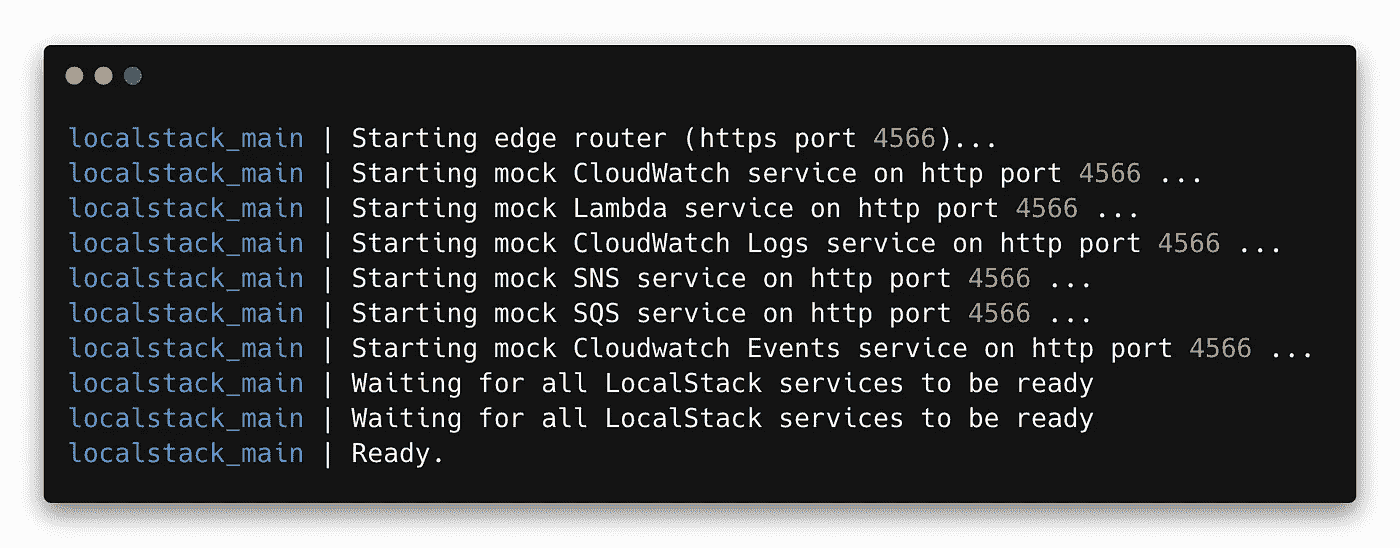 localstack_main | Starting edge router (https port 4566)...
localstack_main | Starting mock CloudWatch service on http port 4566 ...
localstack_main | Starting mock Lambda service on http port 4566 ...
localstack_main | Starting mock CloudWatch Logs service on http port 4566 ...
localstack_main | Starting mock SNS service on http port 4566 ...
localstack_main | Starting mock SQS service on http port 4566 ...
localstack_main | Starting mock Cloudwatch Events service on http port 4566 ...
localstack_main | Waiting for all LocalStack services to be ready
localstack_main | Waiting for all LocalStack services to be ready
localstack_main | Ready.